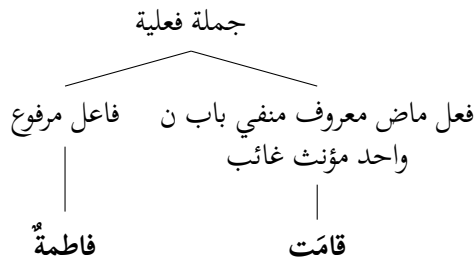 جملة فعلية
فعل ماض معروف منفي باب ن
واحد مؤنث غائب
فاعل مرفوع
قامَت
فاطمةٌ